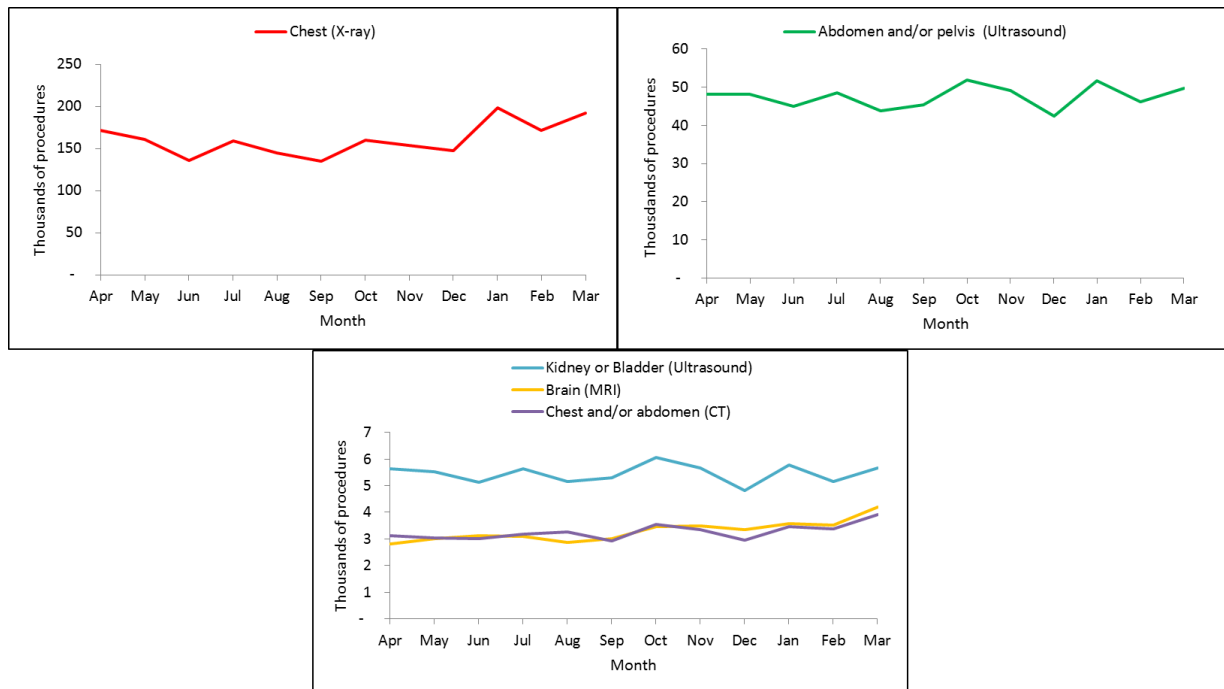 Chest (X-ray)
Thousands of procedures
250
200
150
100
50
-
Apr May Jun Jul Aug Sep Oct Nov Dec Jan Feb Mar
Month
Abdomen and/or pelvis (Ultrasound)
Thousdands of procedures
60
50
40
30
20
10
-
Apr May Jun Jul Aug Sep Oct Nov Dec Jan Feb Mar
Month
Kidney or Bladder (Ultrasound)
Brain (MRI)
Chest and/or abdomen (CT)
Thousands of procedures
7
6
5
4
3
2
1
-
Apr May Jun Jul Aug Sep Oct Nov Dec Jan Feb Mar
Month